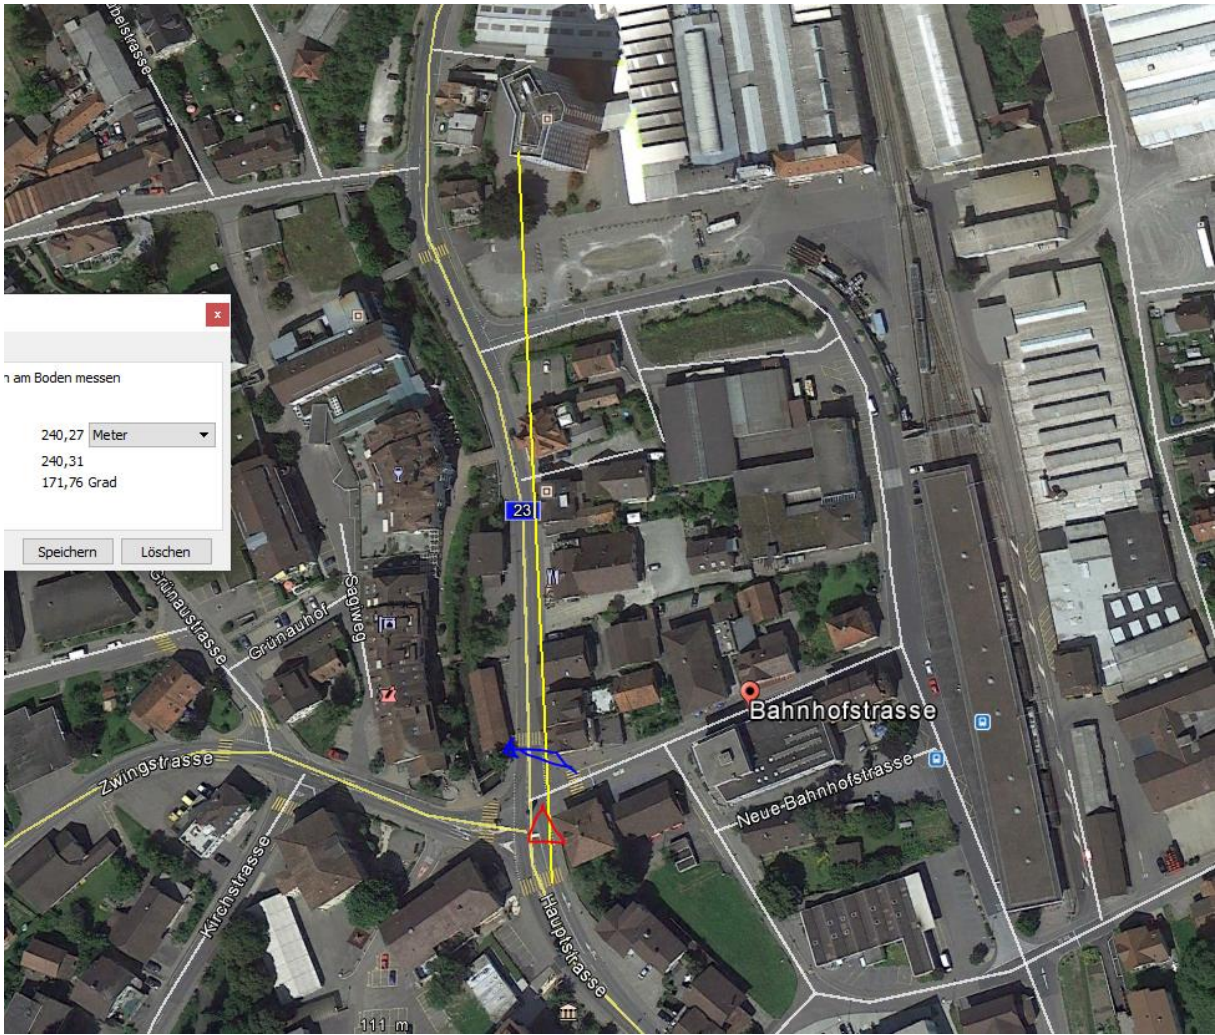 belstrasse
x
n am Boden messen
240,27 Meter
240,31
171,76 Grad
Speichern Löschen
23
Grünaustrasse
Grünauhof
Sagiweg
Bahnhofstrasse
Zwingstrasse
Neue-Bahnhofstrasse
Kirchstrasse
Hauptstrasse
111 m